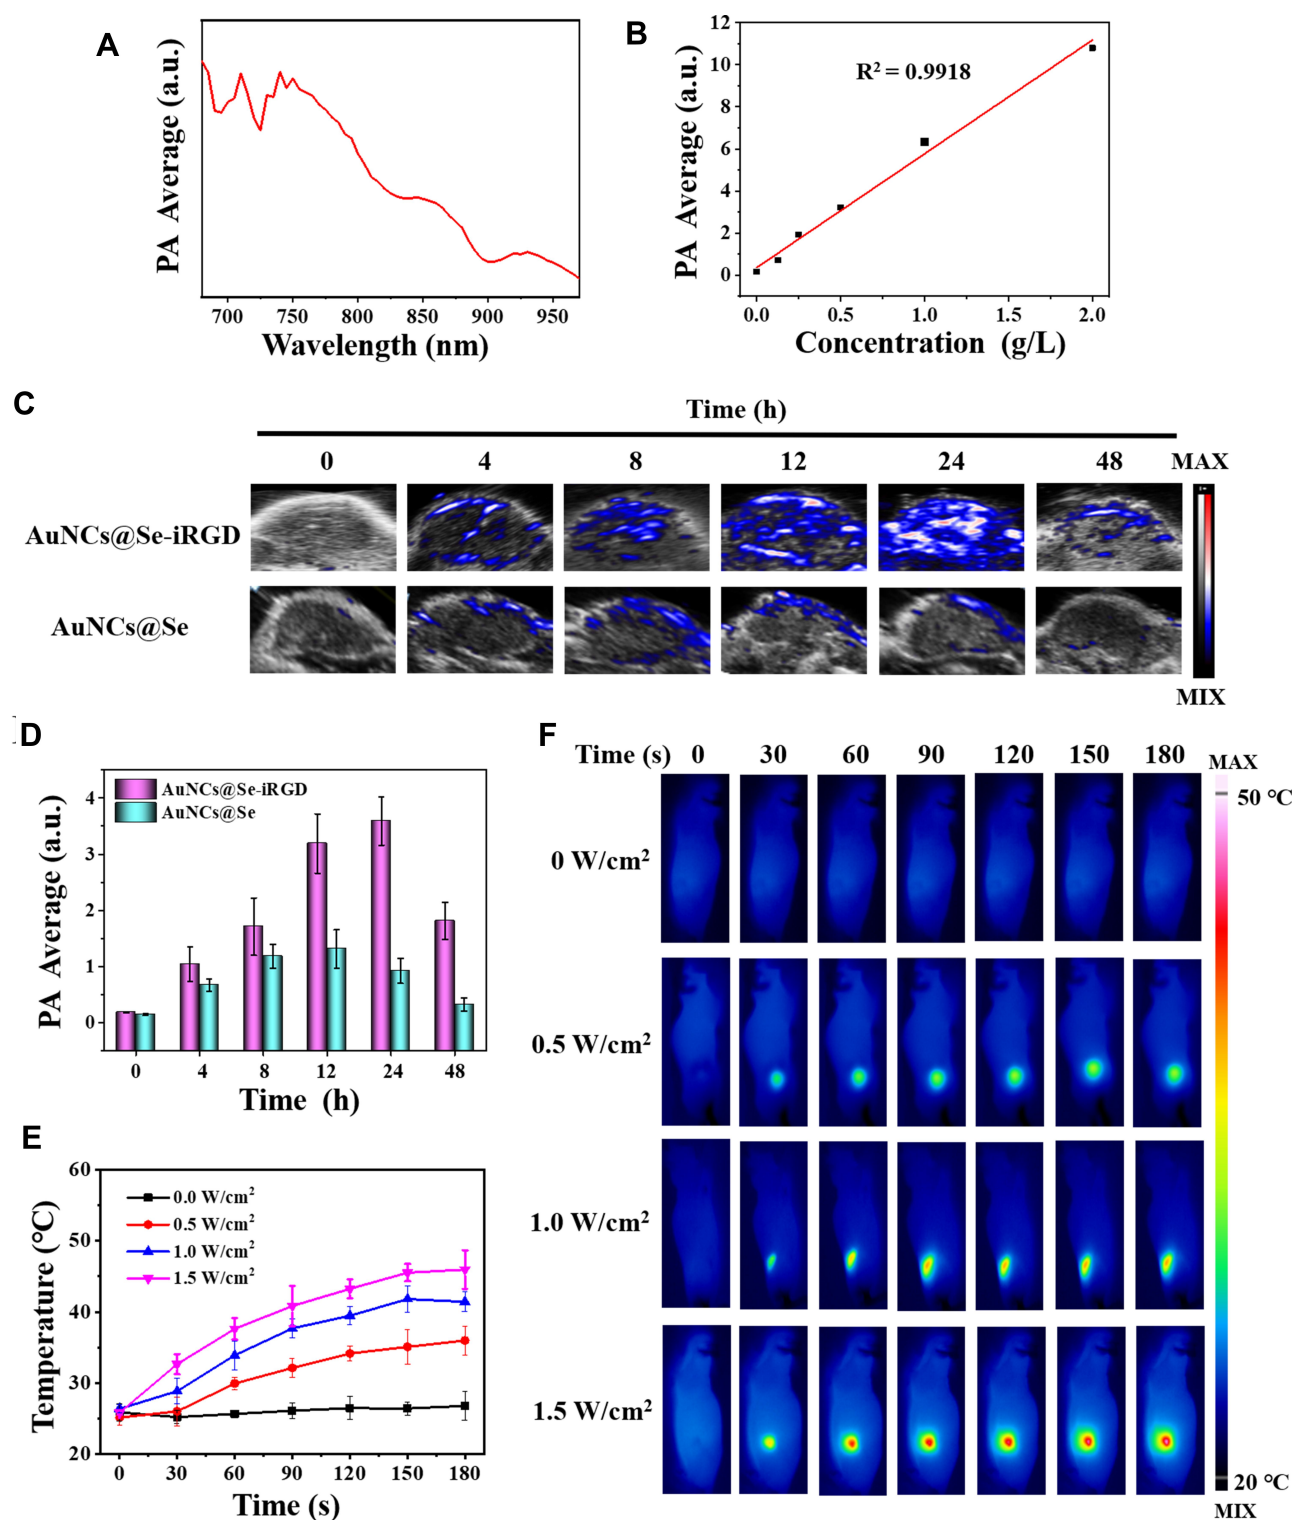 A
PA Average (a.u.)
700 750 800 850 900 950
Wavelength (nm)
B
PA Average (a.u.)
12
10
8
6
4
2
0
R² = 0.9918
0.0 0.5 1.0 1.5 2.0
Concentration (g/L)
C
Time (h)
0 4 8 12 24 48 MAX
AuNCs@Se-iRGD
AuNCs@Se
MIX
D
PA Average (a.u.)
4
3
2
1
0
AuNCs@Se-iRGD
AuNCs@Se
0 4 8 12 24 48
Time (h)
E
Temperature (°C)
60
50
40
30
20
0.0 W/cm²
0.5 W/cm²
1.0 W/cm²
1.5 W/cm²
0 30 60 90 120 150 180
Time (s)
F
Time (s) 0 30 60 90 120 150 180 MAX
50 °C
0 W/cm²
0.5 W/cm²
1.0 W/cm²
1.5 W/cm²
20 °C
MIX